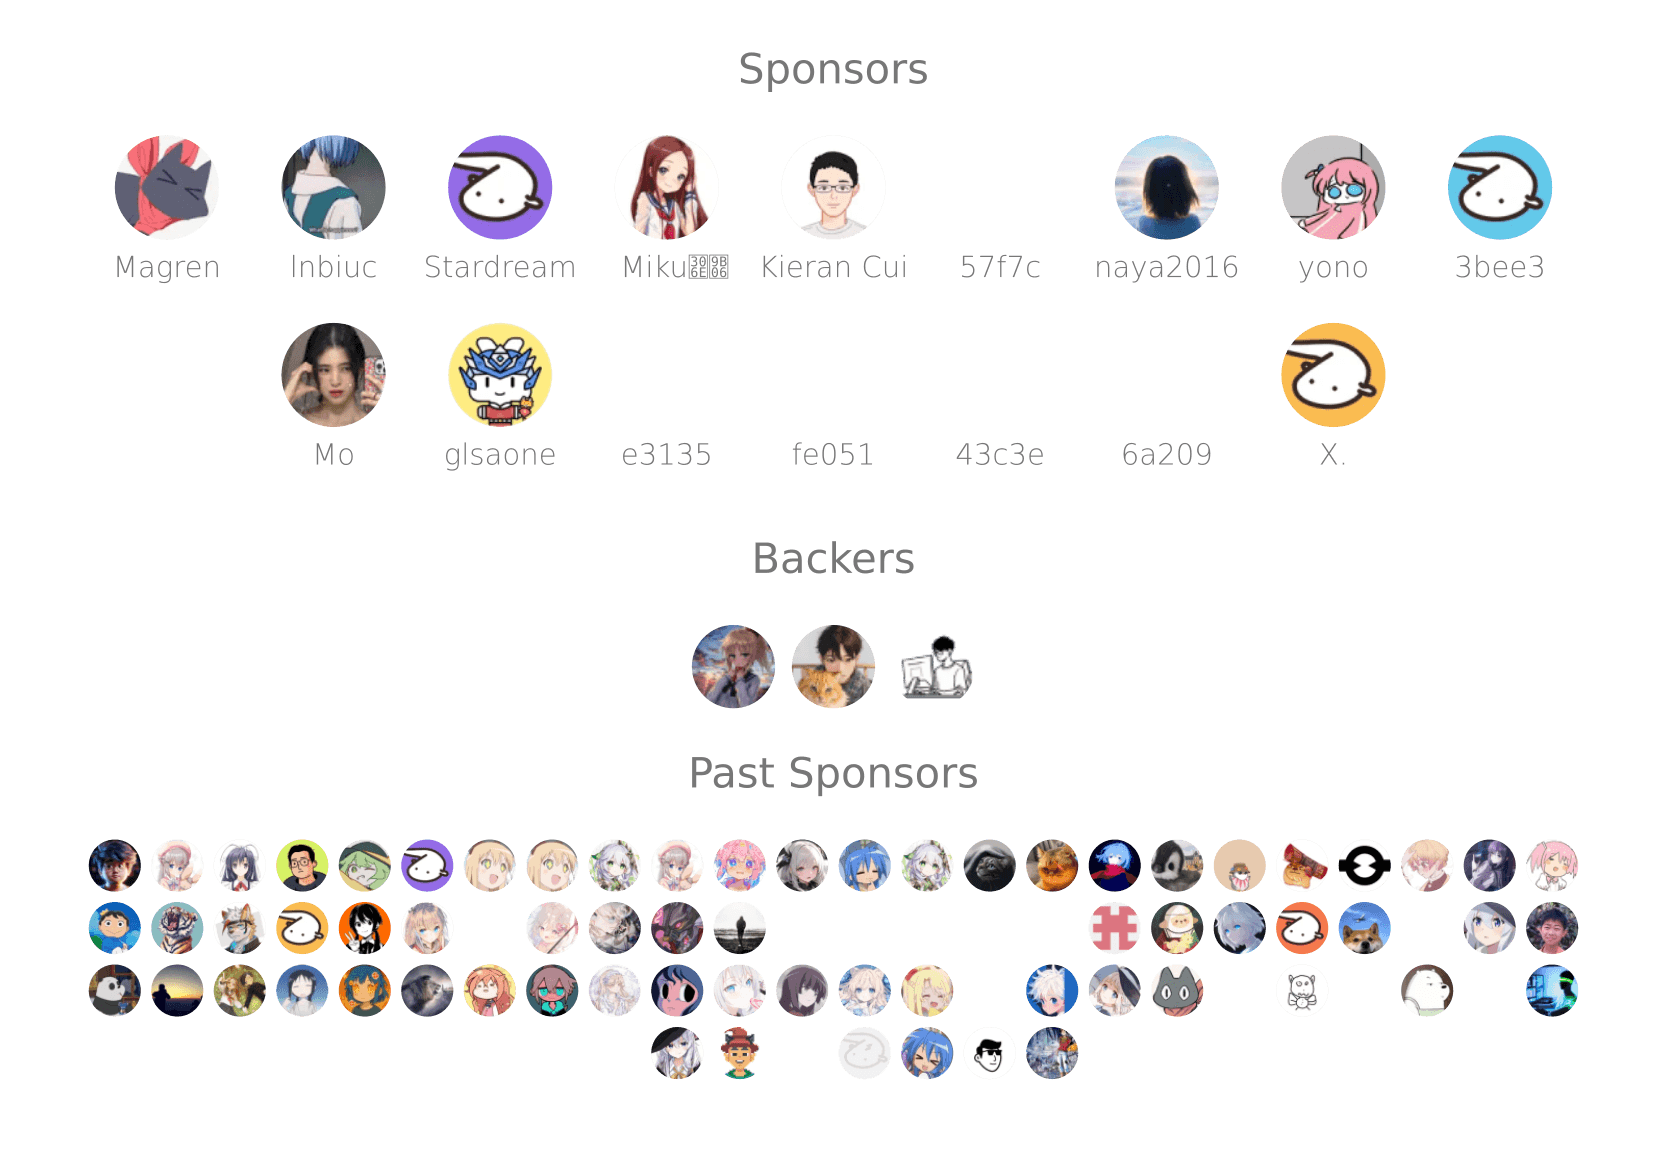 Sponsors
Magren Inbiuc Stardream Miku Kieran Cui 57f7c naya2016 yono 3bee3
Mo glsaone e3135 fe051 43c3e 6a209 X.
Backers
Past Sponsors